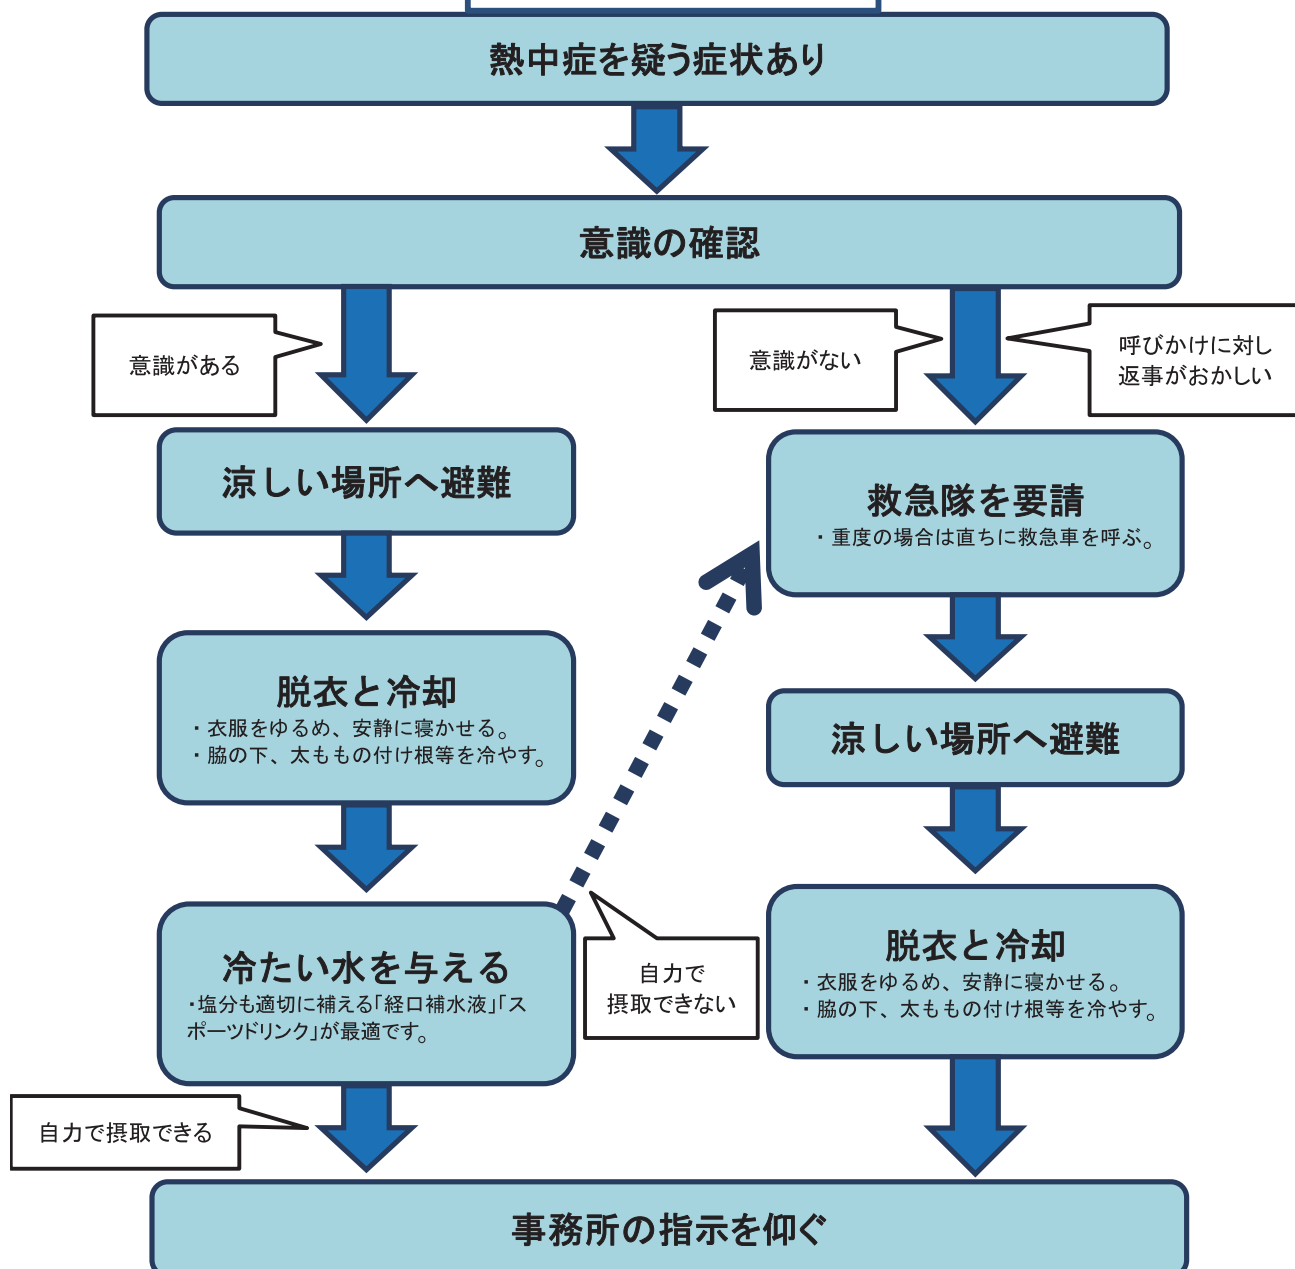 熱中症を疑う症状あり
意識の確認
意識がある
意識がない
呼びかけに対し
返事がおかしい
涼しい場所へ避難
救急隊を要請
・重度の場合は直ちに救急車を呼ぶ。
脱衣と冷却
・衣服をゆるめ、安静に寝かせる。
・脇の下、太ももの付け根等を冷やす。
涼しい場所へ避難
冷たい水を与える
・塩分も適切に補える「経口補水液」「ス
ポーツドリンク」が最適です。
自力で
摂取できない
脱衣と冷却
・衣服をゆるめ、安静に寝かせる。
・脇の下、太ももの付け根等を冷やす。
自力で摂取できる
事務所の指示を仰ぐ